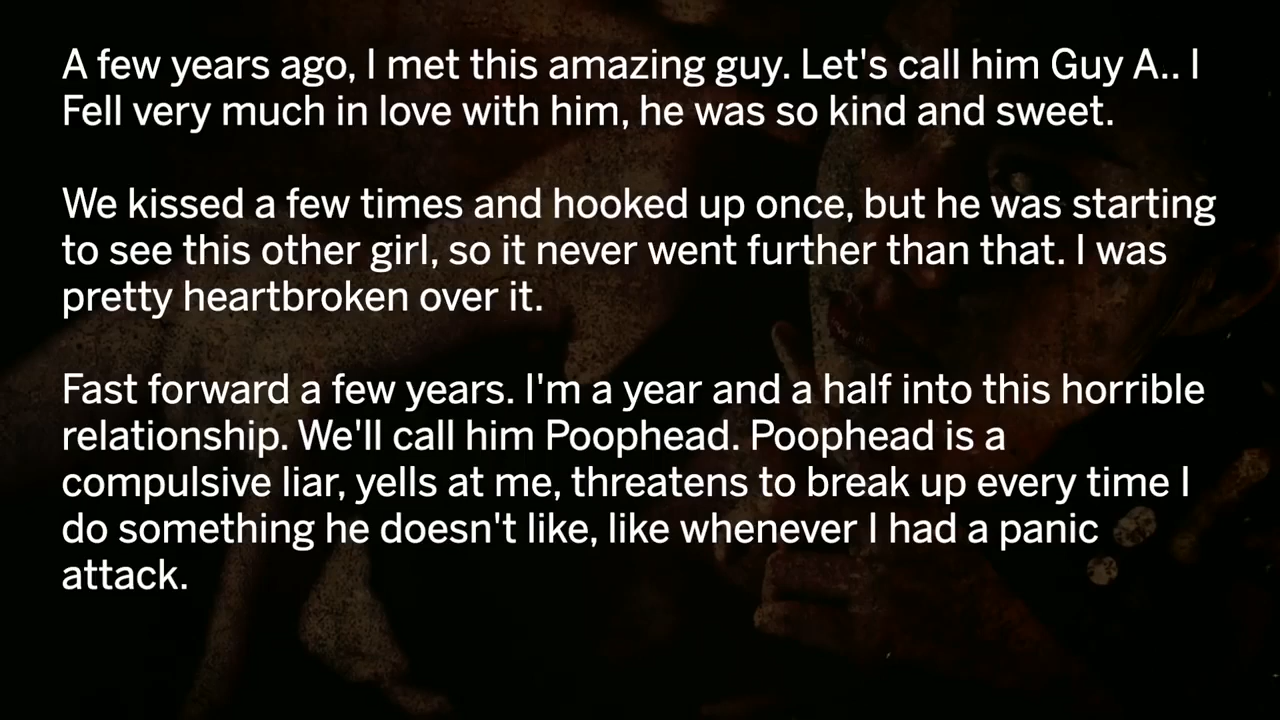 A few years ago, I met this amazing guy. Let's call him Guy A.. I
Fell very much in love with him, he was so kind and sweet.
We kissed a few times and hooked up once, but he was starting
to see this other girl, so it never went further than that. I was
pretty heartbroken over it.
Fast forward a few years. I'm a year and a half into this horrible
relationship. We'll call him Poophead. Poophead is a
compulsive liar, yells at me, threatens to break up every time I
do something he doesn't like, like whenever I had a panic
attack.